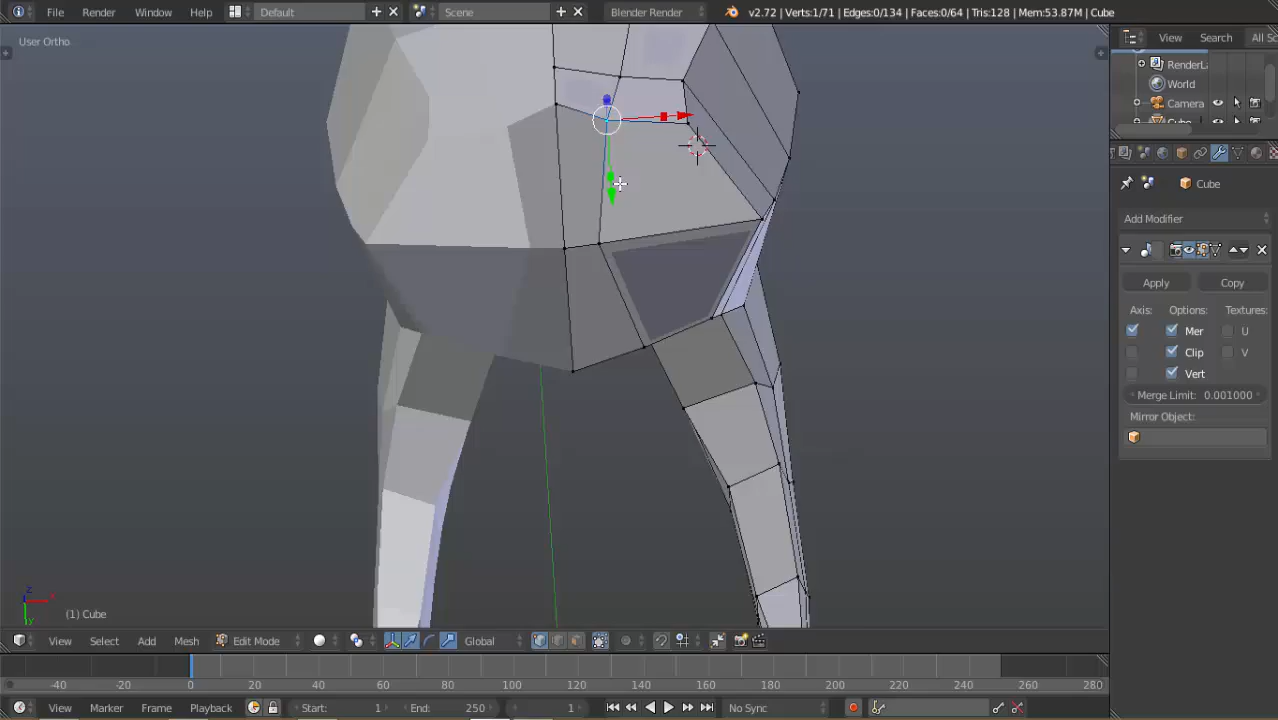 File Render Window Help Default Scene Blender Render v2.72 | Verts:1/71 | Edges:0/134 | Faces:0/64 | Tris:128 | Mem:53.87M | Cube
View Search All Sc
User Ortho
RenderLa
World
Camera
Cube
Cube
Add Modifier
Apply Copy
Axis: Options: Textures:
Mer U
Clip V
Vert
Merge Limit: 0.001000
Mirror Object:
z
x
y
(1) Cube
View Select Add Mesh Edit Mode Global
-40 -20 0 20 40 60 80 100 120 140 160 180 200 220 240 260 280
View Marker Frame Playback Start: 1 End: 250 1 No Sync